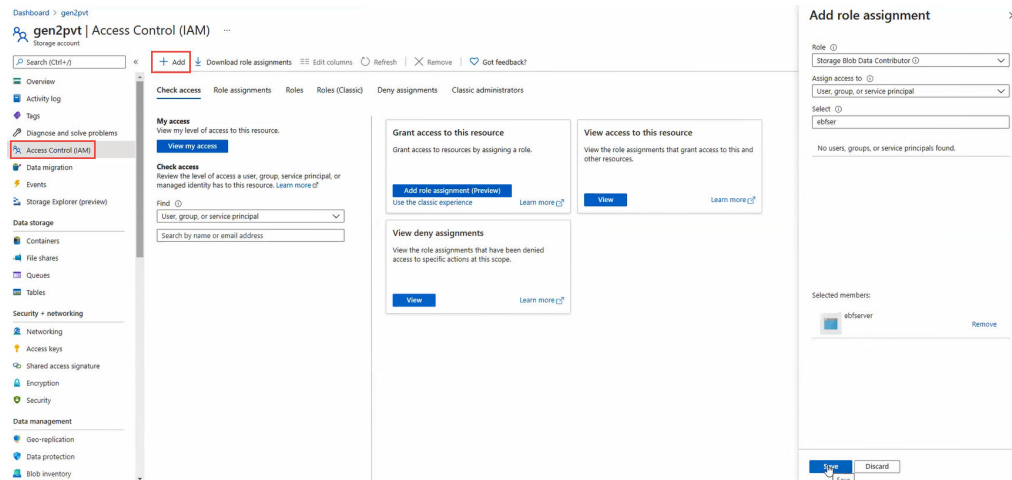 Dashboard > gen2pvt
gen2pvt | Access Control (IAM) ...
Storage account
Search (Ctrl+/)
«
Overview
Activity log
Tags
Diagnose and solve problems
Access Control (IAM)
Data migration
Events
Storage Explorer (preview)
Data storage
Containers
File shares
Queues
Tables
Security + networking
Networking
Access keys
Shared access signature
Encryption
Security
Data management
Geo-replication
Data protection
Blob inventory
+ Add Download role assignments Edit columns Refresh | Remove | Got feedback?
Check access Role assignments Roles Roles (Classic) Deny assignments Classic administrators
My access
View my level of access to this resource.
View my access
Check access
Review the level of access a user, group, service principal, or
managed identity has to this resource. Learn more
Find
User, group, or service principal
Search by name or email address
Grant access to this resource
Grant access to resources by assigning a role.
Add role assignment (Preview)
Use the classic experience Learn more
View access to this resource
View the role assignments that grant access to this and
other resources.
View Learn more
View deny assignments
View the role assignments that have been denied
access to specific actions at this scope.
View Learn more
Add role assignment
Role
Storage Blob Data Contributor
Assign access to
User, group, or service principal
Select
ebfser
No users, groups, or service principals found.
Selected members:
ebfserver
Remove
Save Discard
Save